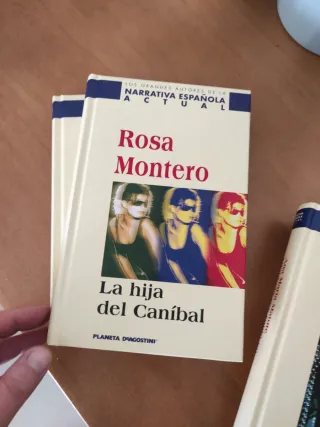 LOS GRANDES AUTORES DE LA
NARRATIVA ESPAÑOLA
ACTUAL
Rosa
Montero
La hija
del Caníbal
PLANETA DEAGOSTINI